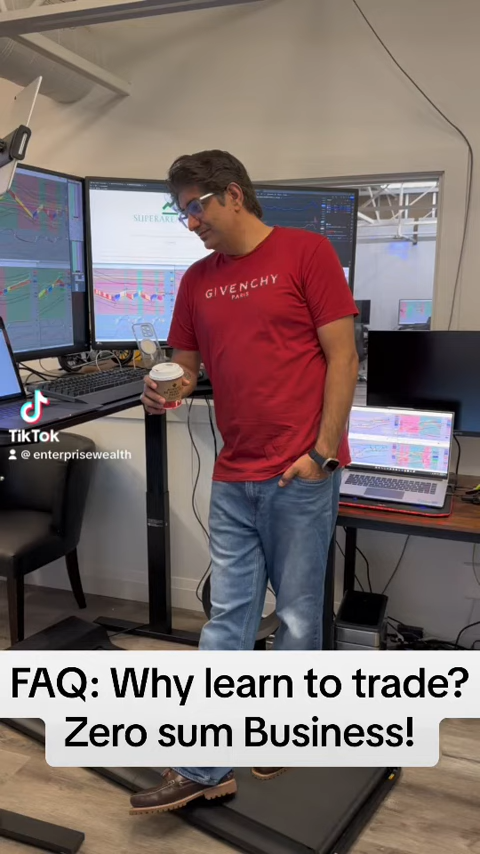 GIVENCHY
PARIS
TikTok
@ enterprisewealth
FAQ: Why learn to trade?
Zero sum Business!